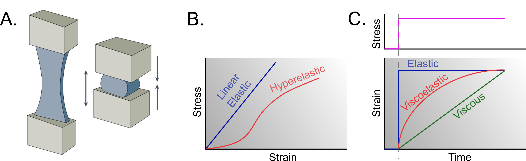 A.
B.
Stress
Linear
Elastic
Hyperelastic
Strain
C.
Stress
Strain
Elastic
Viscoelastic
Viscous
Time